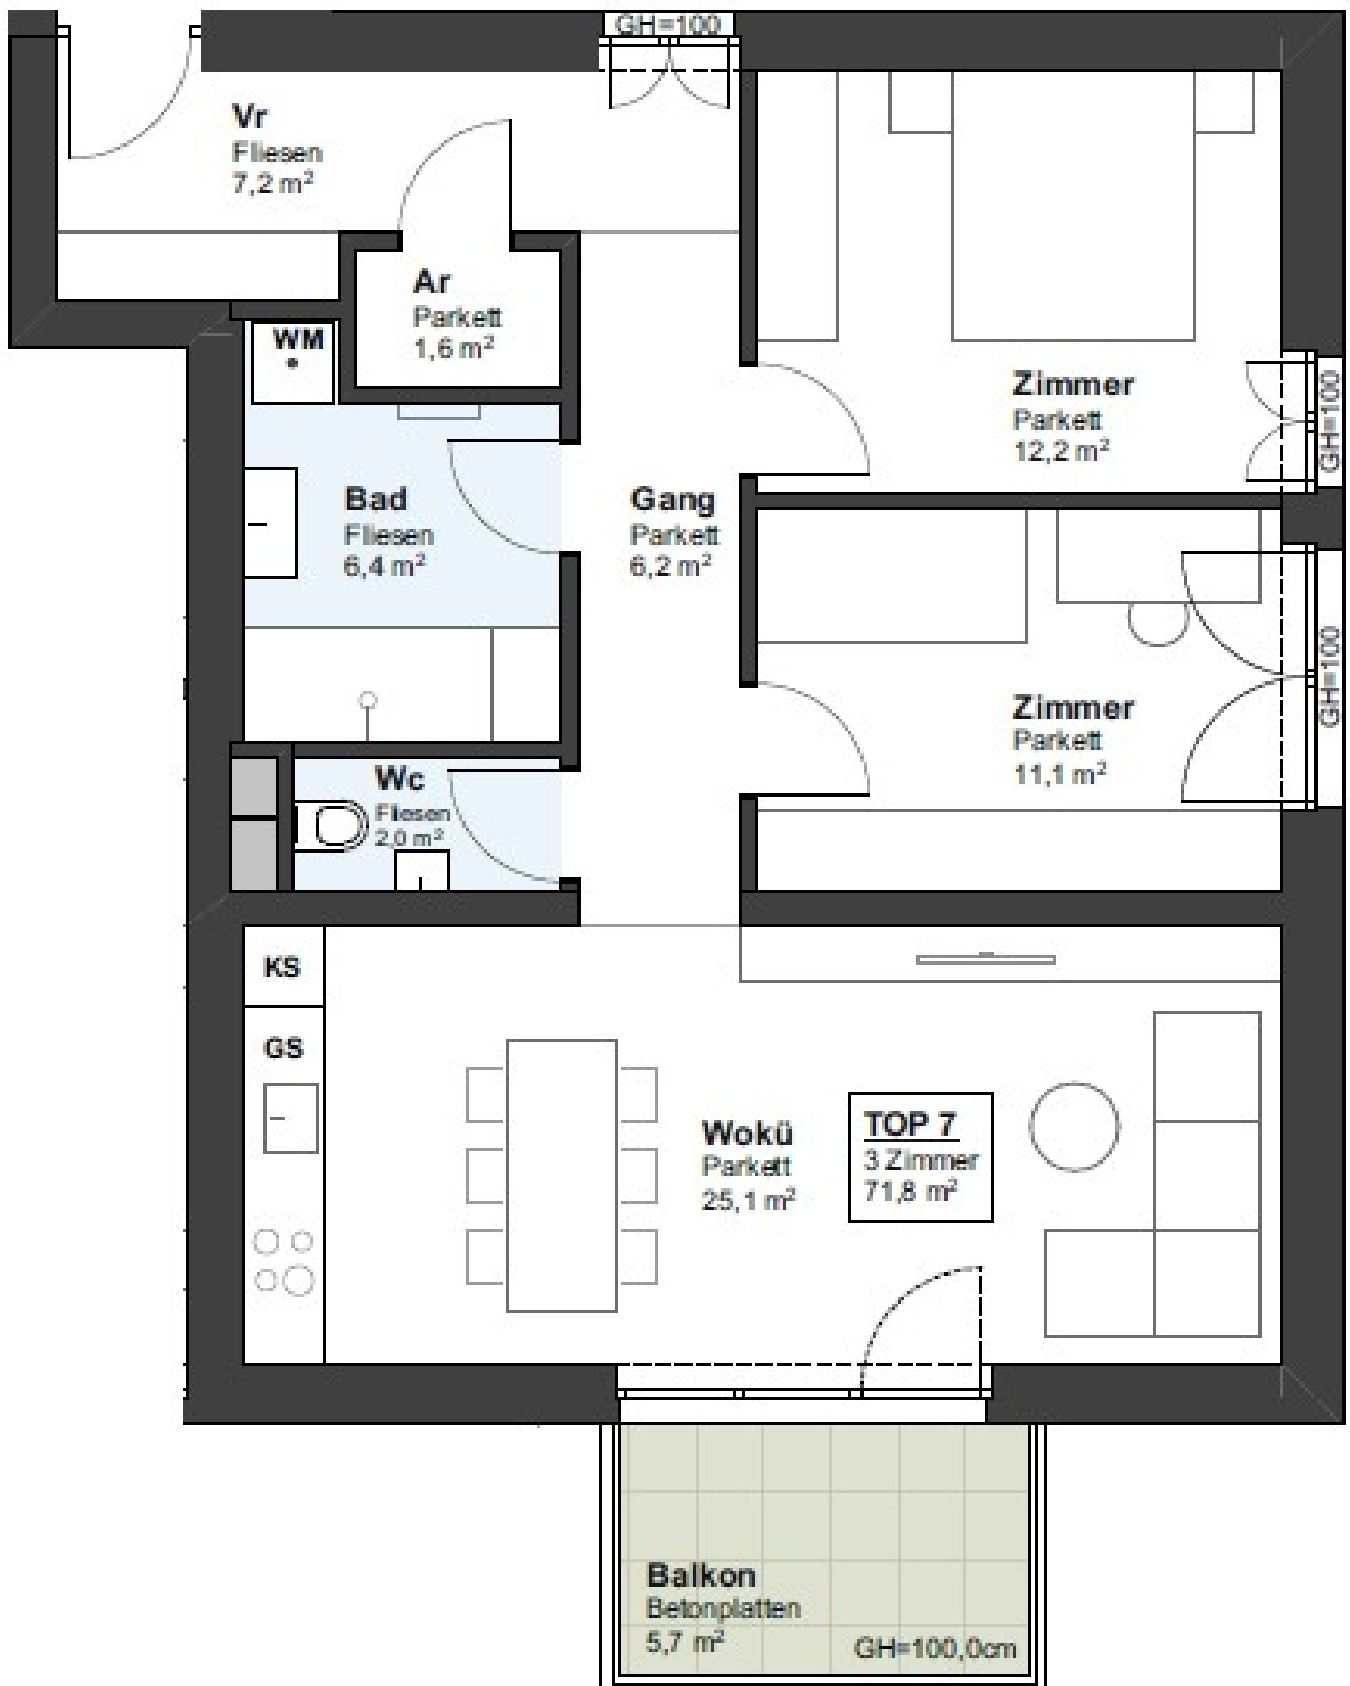 GH=100
Vr
Fliesen
7,2 m²
Ar
Parkett
1,6 m²
WM
Zimmer
Parkett
12,2 m²
GH=100
Bad
Fliesen
6,4 m²
Gang
Parkett
6,2 m²
GH=100
Zimmer
Parkett
11,1 m²
Wc
Fliesen
2,0 m²
KS
GS
Wokü
Parkett
25,1 m²
TOP 7
3 Zimmer
71,8 m²
Balkon
Betonplatten
5,7 m²
GH=100,0cm